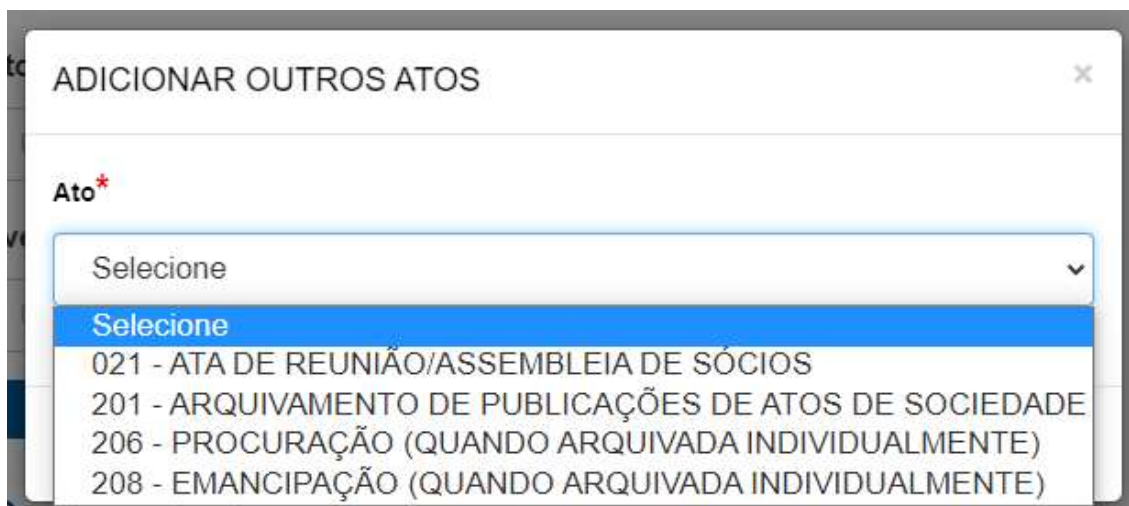 ADICIONAR OUTROS ATOS ×
Ato*
Selecione
Selecione
021 - ATA DE REUNIÃO/ASSEMBLEIA DE SÓCIOS
201 - ARQUIVAMENTO DE PUBLICAÇÕES DE ATOS DE SOCIEDADE
206 - PROCURAÇÃO (QUANDO ARQUIVADA INDIVIDUALMENTE)
208 - EMANCIPAÇÃO (QUANDO ARQUIVADA INDIVIDUALMENTE)